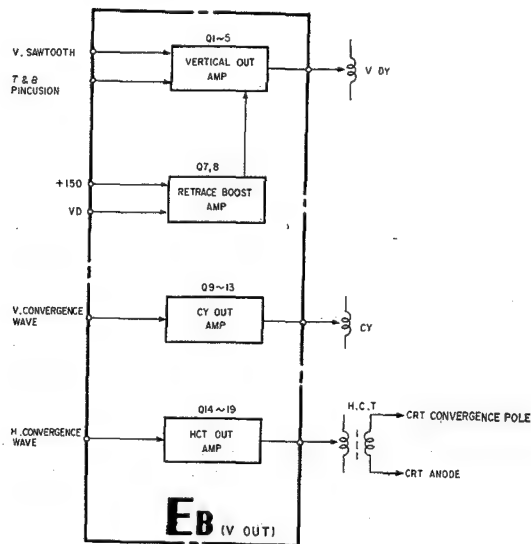 Q1~5
V. SAWTOOTH
VERTICAL OUT
AMP
T & B
PINCUSION
V DY
Q7,8
+150
RETRACE BOOST
AMP
VD
Q9~13
V.CONVERGENCE
WAVE
CY OUT
AMP
CY
Q14~19
H.C.T
CRT CONVERGENCE POLE
H.CONVERGENCE
WAVE
HCT OUT
AMP
CRT ANODE
EB (V OUT)